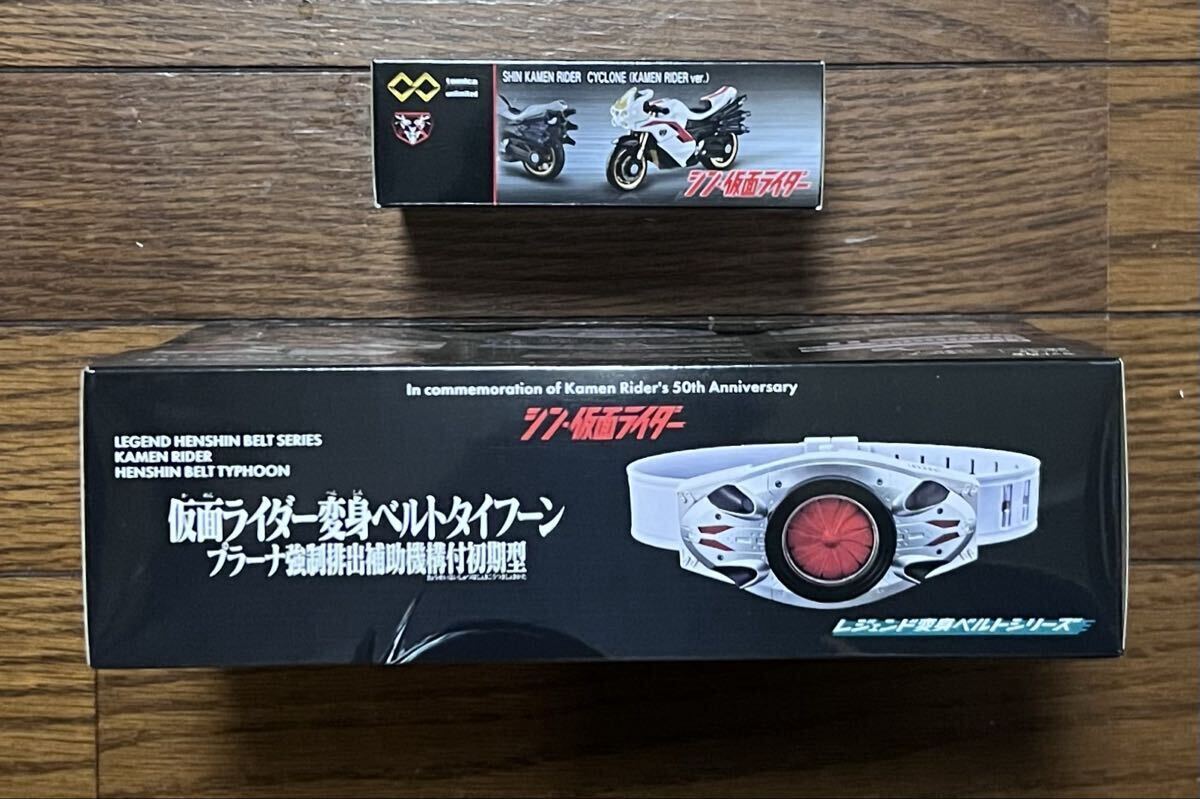 tomica
unlimited
SHIN KAMEN RIDER CYCLONE (KAMEN RIDER ver.)
シン・仮面ライダー
In commemoration of Kamen Rider's 50th Anniversary
シン・仮面ライダー
LEGEND HENSHIN BELT SERIES
KAMEN RIDER
HENSHIN BELT TYPHOON
仮面ライダー変身ベルトタイフーン
プラーナ強制排出補助機構付初期型
レジェンド変身ベルトシリーズ